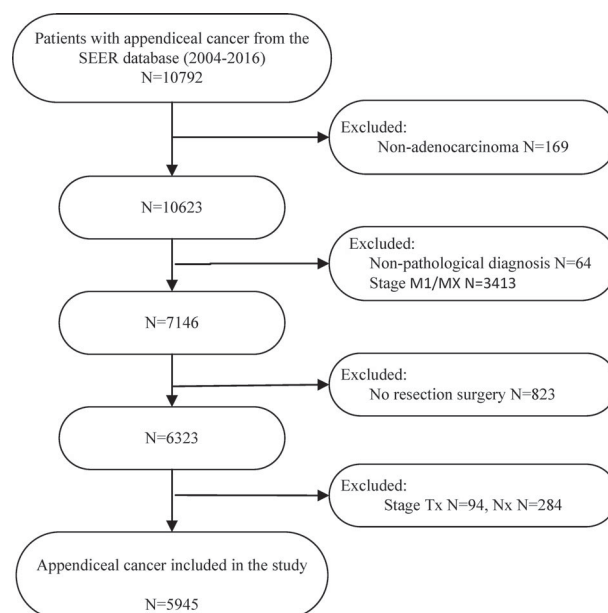 Patients with appendiceal cancer from the
SEER database (2004-2016)
N=10792
Excluded:
Non-adenocarcinoma N=169
N=10623
Excluded:
Non-pathological diagnosis N=64
Stage M1/MX N=3413
N=7146
Excluded:
No resection surgery N=823
N=6323
Excluded:
Stage Tx N=94, Nx N=284
Appendiceal cancer included in the study
N=5945